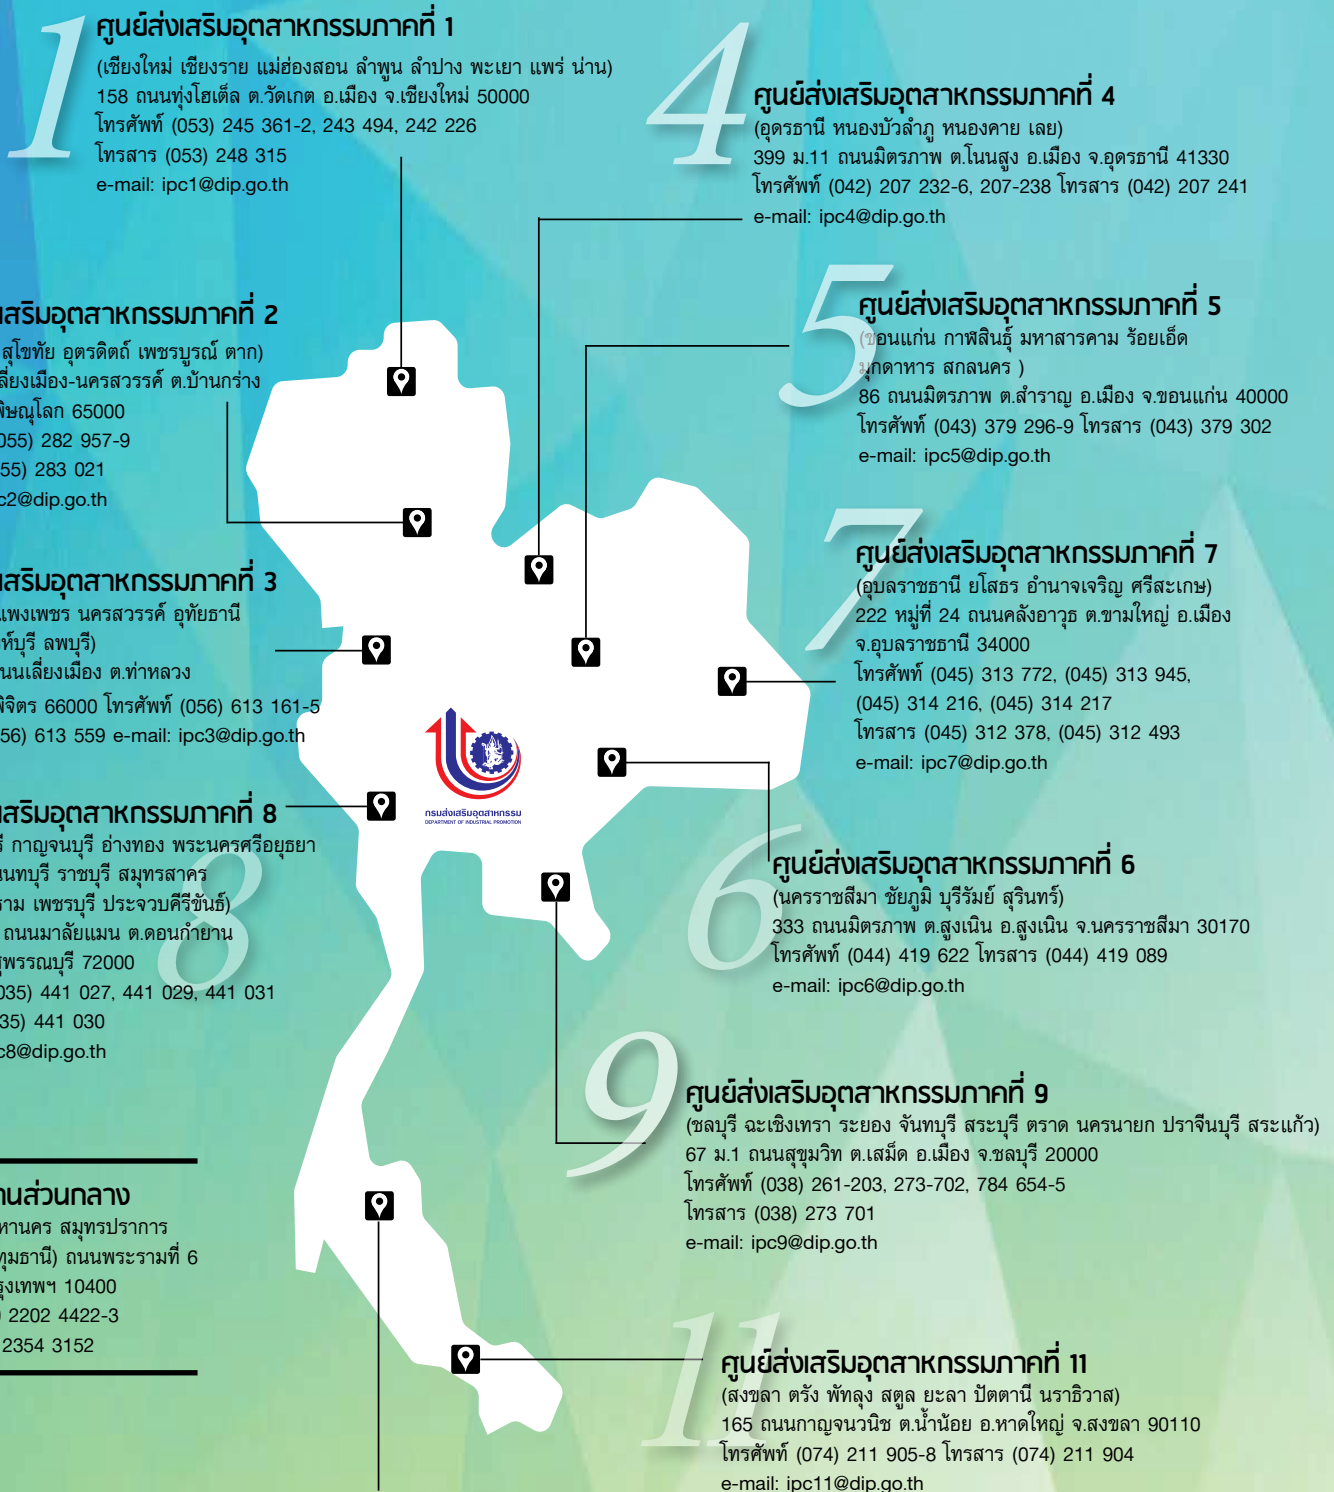 1
ศูนย์ส่งเสริมอุตสาหกรรมภาคที่ 1
(เชียงใหม่ เชียงราย แม่ฮ่องสอน ลำพูน ลำปาง พะเยา แพร่ น่าน)
158 ถนนทุ่งโฮเต็ล ต.วัดเกต อ.เมือง จ.เชียงใหม่ 50000
โทรศัพท์ (053) 245 361-2, 243 494, 242 226
โทรสาร (053) 248 315
e-mail: ipc1@dip.go.th
4
ศูนย์ส่งเสริมอุตสาหกรรมภาคที่ 4
(อุดรธานี หนองบัวลำภู หนองคาย เลย)
399 ม.11 ถนนมิตรภาพ ต.โนนสูง อ.เมือง จ.อุดรธานี 41330
โทรศัพท์ (042) 207 232-6, 207-238 โทรสาร (042) 207 241
e-mail: ipc4@dip.go.th
เสริมอุตสาหกรรมภาคที่ 2
สุโขทัย อุตรดิตถ์ เพชรบูรณ์ ตาก)
ลี่ยงเมือง-นครสวรรค์ ต.บ้านกร่าง
พิษณุโลก 65000
055) 282 957-9
55) 283 021
c2@dip.go.th
5
ศูนย์ส่งเสริมอุตสาหกรรมภาคที่ 5
(ขอนแก่น กาฬสินธุ์ มหาสารคาม ร้อยเอ็ด
มุกดาหาร สกลนคร )
86 ถนนมิตรภาพ ต.สำราญ อ.เมือง จ.ขอนแก่น 40000
โทรศัพท์ (043) 379 296-9 โทรสาร (043) 379 302
e-mail: ipc5@dip.go.th
เสริมอุตสาหกรรมภาคที่ 3
แพงเพชร นครสวรรค์ อุทัยธานี
ห์บุรี ลพบุรี)
นนเลี่ยงเมือง ต.ท่าหลวง
พิจิตร 66000 โทรศัพท์ (056) 613 161-5
56) 613 559 e-mail: ipc3@dip.go.th
7
ศูนย์ส่งเสริมอุตสาหกรรมภาคที่ 7
(อุบลราชธานี ยโสธร อำนาจเจริญ ศรีสะเกษ)
222 หมู่ที่ 24 ถนนคลังอาวุธ ต.ขามใหญ่ อ.เมือง
จ.อุบลราชธานี 34000
โทรศัพท์ (045) 313 772, (045) 313 945,
(045) 314 216, (045) 314 217
โทรสาร (045) 312 378, (045) 312 493
e-mail: ipc7@dip.go.th
กรมส่งเสริมอุตสาหกรรม
DEPARTMENT OF INDUSTRIAL PROMOTION
8
เสริมอุตสาหกรรมภาคที่ 8
รี กาญจนบุรี อ่างทอง พระนครศรีอยุธยา
นนทบุรี ราชบุรี สมุทรสาคร
ราม เพชรบุรี ประจวบคีรีขันธ์)
ถนนมาลัยแมน ต.ดอนกำยาน
สุพรรณบุรี 72000
035) 441 027, 441 029, 441 031
35) 441 030
c8@dip.go.th
6
ศูนย์ส่งเสริมอุตสาหกรรมภาคที่ 6
(นครราชสีมา ชัยภูมิ บุรีรัมย์ สุรินทร์)
333 ถนนมิตรภาพ ต.สูงเนิน อ.สูงเนิน จ.นครราชสีมา 30170
โทรศัพท์ (044) 419 622 โทรสาร (044) 419 089
e-mail: ipc6@dip.go.th
9
ศูนย์ส่งเสริมอุตสาหกรรมภาคที่ 9
(ชลบุรี ฉะเชิงเทรา ระยอง จันทบุรี สระบุรี ตราด นครนายก ปราจีนบุรี สระแก้ว)
67 ม.1 ถนนสุขุมวิท ต.เสม็ด อ.เมือง จ.ชลบุรี 20000
โทรศัพท์ (038) 261-203, 273-702, 784 654-5
โทรสาร (038) 273 701
e-mail: ipc9@dip.go.th
านส่วนกลาง
หานคร สมุทรปราการ
ทุมธานี) ถนนพระรามที่ 6
รุงเทพฯ 10400
2202 4422-3
2354 3152
11
ศูนย์ส่งเสริมอุตสาหกรรมภาคที่ 11
(สงขลา ตรัง พัทลุง สตูล ยะลา ปัตตานี นราธิวาส)
165 ถนนกาญจนวนิช ต.น้ำน้อย อ.หาดใหญ่ จ.สงขลา 90110
โทรศัพท์ (074) 211 905-8 โทรสาร (074) 211 904
e-mail: ipc11@dip.go.th